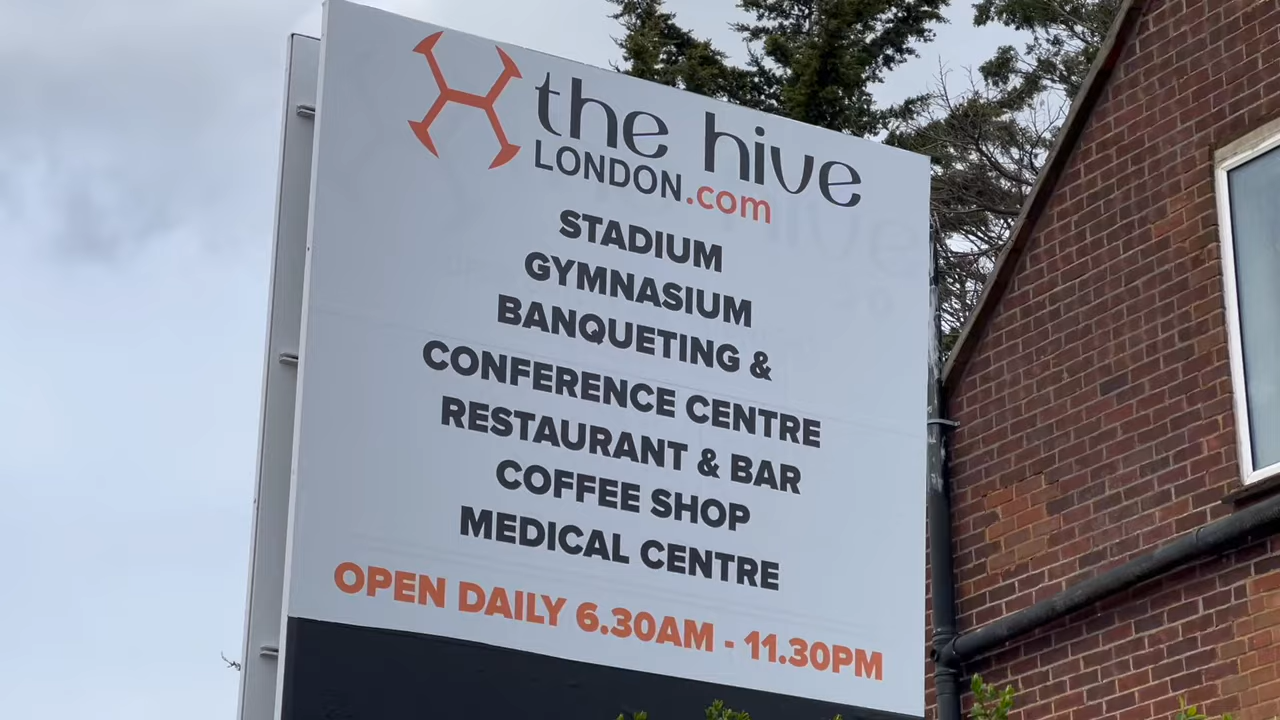 the hive
LONDON.com
STADIUM
GYMNASIUM
BANQUETING &
CONFERENCE CENTRE
RESTAURANT & BAR
COFFEE SHOP
MEDICAL CENTRE
OPEN DAILY 6.30AM - 11.30PM